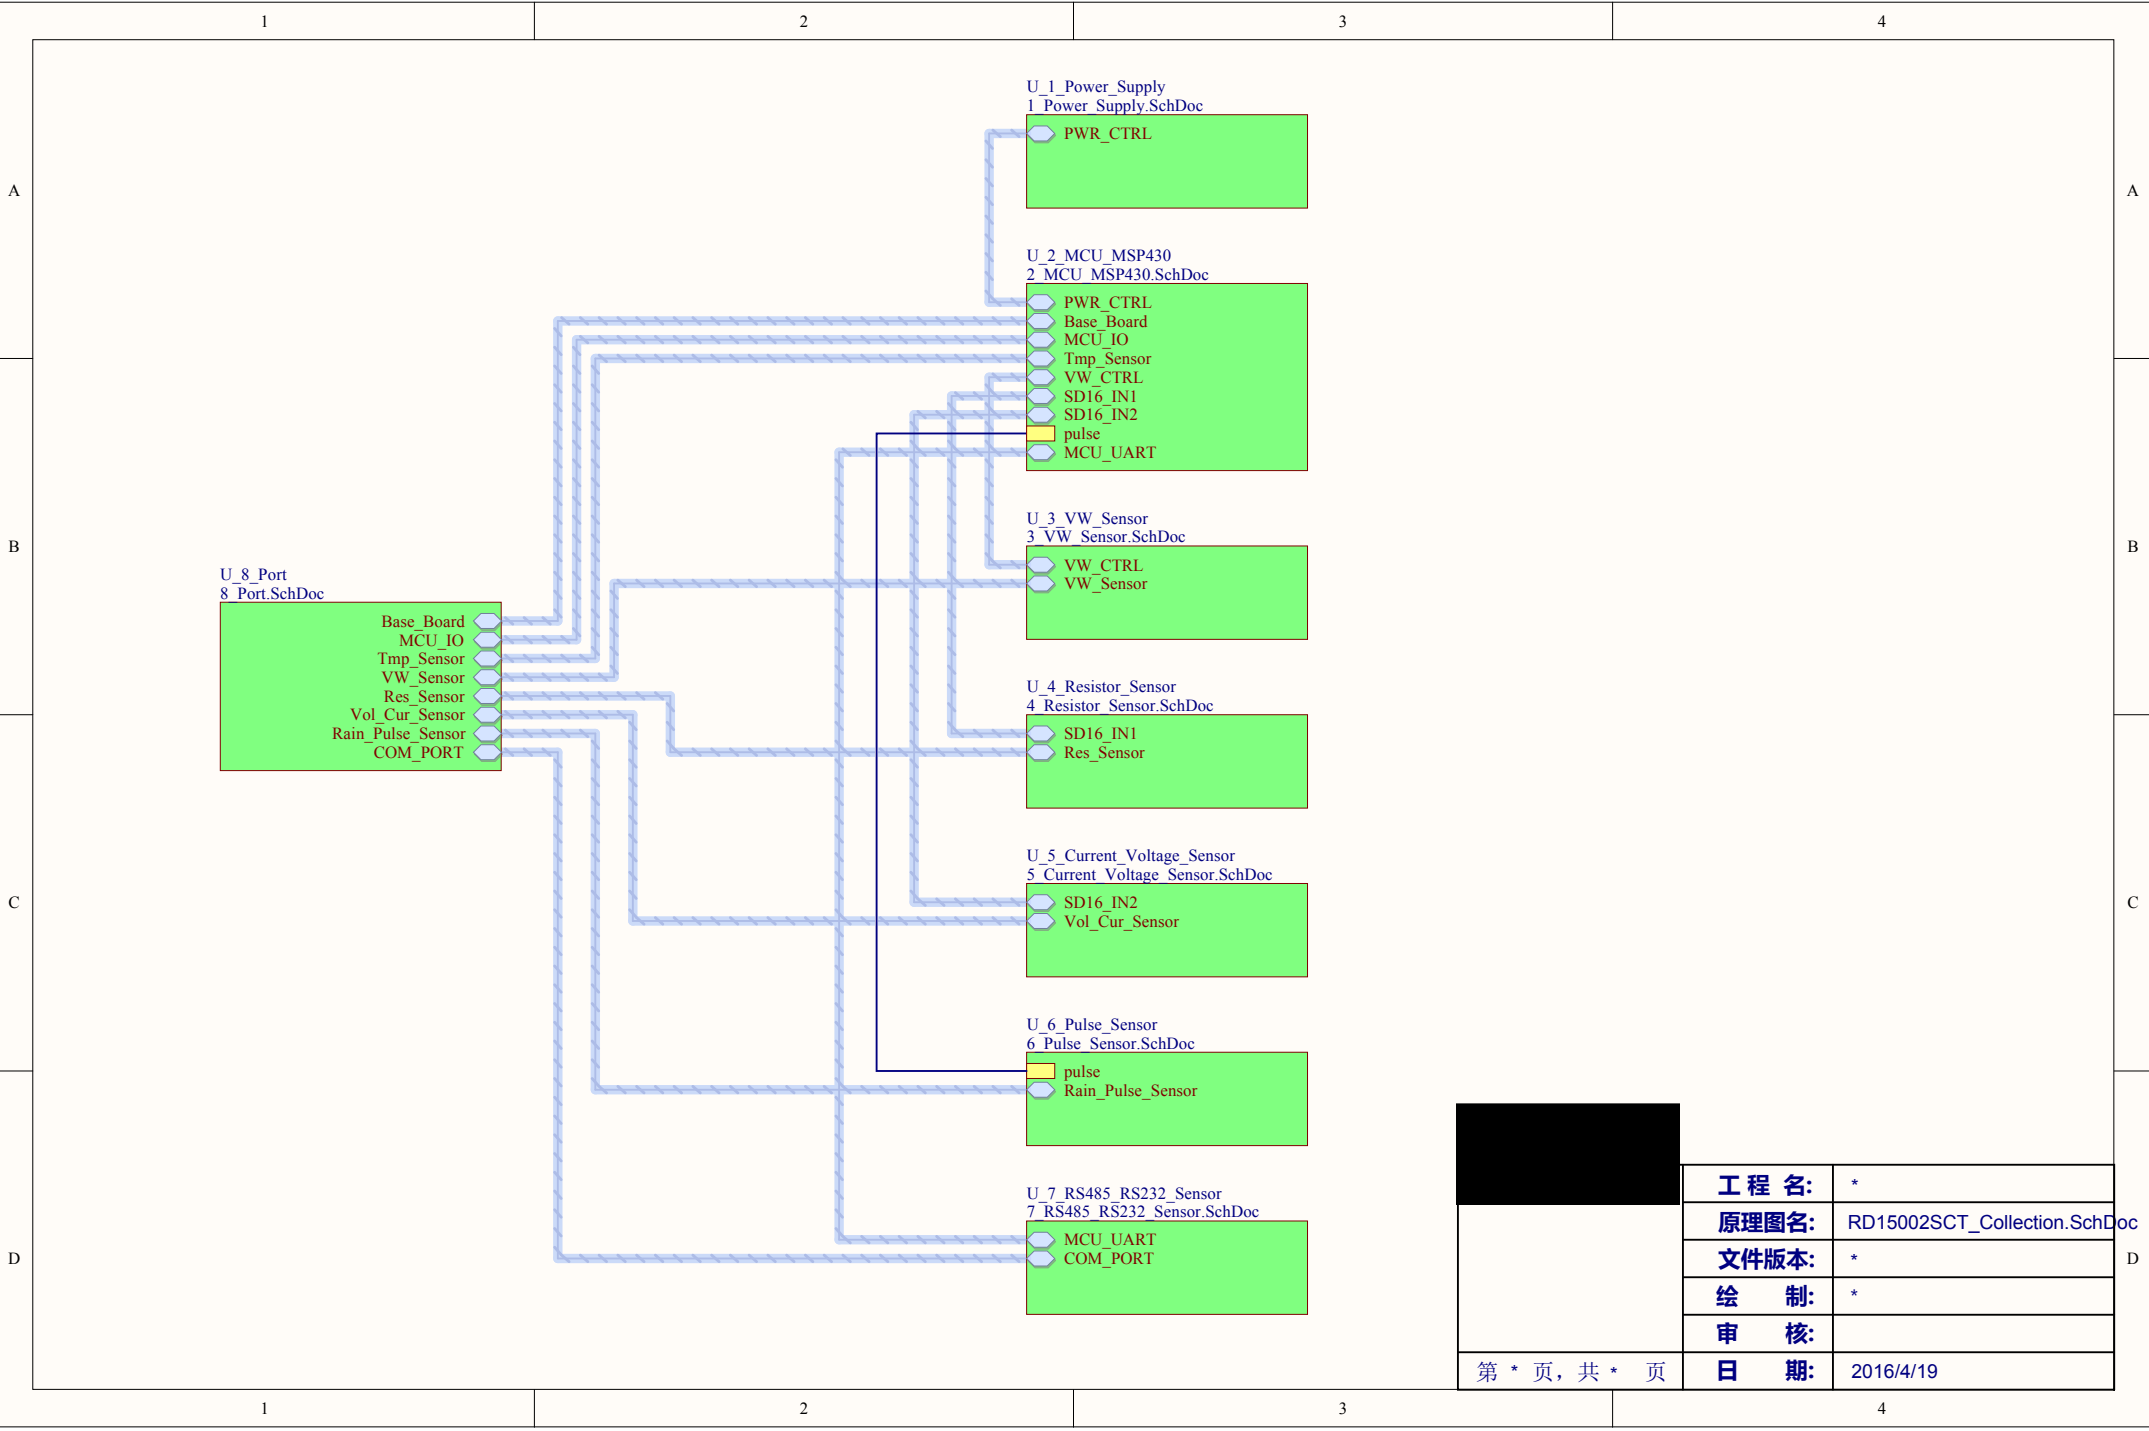 1 2 3 4
A A
B B
C C
D D
U_1_Power_Supply
1_Power_Supply.SchDoc
PWR_CTRL
U_2_MCU_MSP430
2_MCU_MSP430.SchDoc
PWR_CTRL
Base_Board
MCU_IO
Tmp_Sensor
VW_CTRL
SD16_IN1
SD16_IN2
pulse
MCU_UART
U_3_VW_Sensor
3_VW_Sensor.SchDoc
VW_CTRL
VW_Sensor
U_8_Port
8_Port.SchDoc
Base_Board
MCU_IO
Tmp_Sensor
VW_Sensor
Res_Sensor
Vol_Cur_Sensor
Rain_Pulse_Sensor
COM_PORT
U_4_Resistor_Sensor
4_Resistor_Sensor.SchDoc
SD16_IN1
Res_Sensor
U_5_Current_Voltage_Sensor
5_Current_Voltage_Sensor.SchDoc
SD16_IN2
Vol_Cur_Sensor
U_6_Pulse_Sensor
6_Pulse_Sensor.SchDoc
pulse
Rain_Pulse_Sensor
U_7_RS485_RS232_Sensor
7_RS485_RS232_Sensor.SchDoc
MCU_UART
COM_PORT
工 程 名: *
原理图名: RD15002SCT_Collection.SchDoc
文件版本: *
绘 制: *
审 核:
第 * 页，共 * 页 日 期: 2016/4/19
1 2 3 4